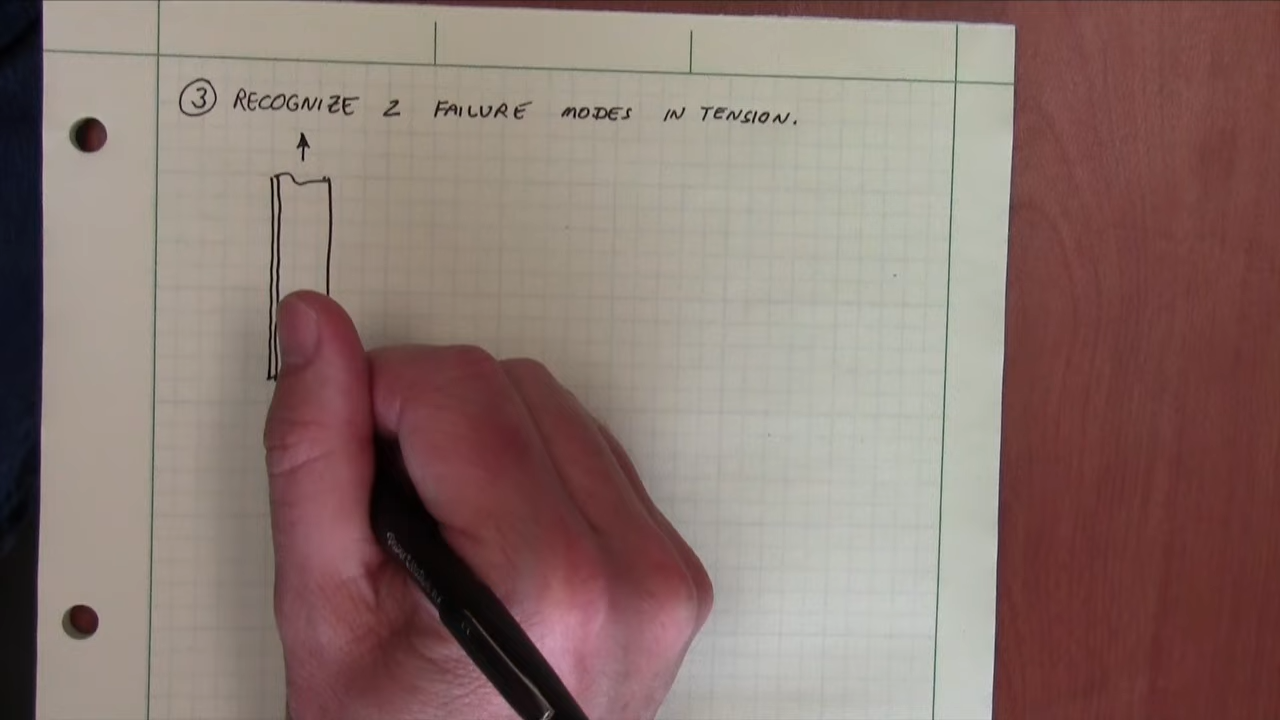 ③ RECOGNIZE 2 FAILURE MODES IN TENSION.